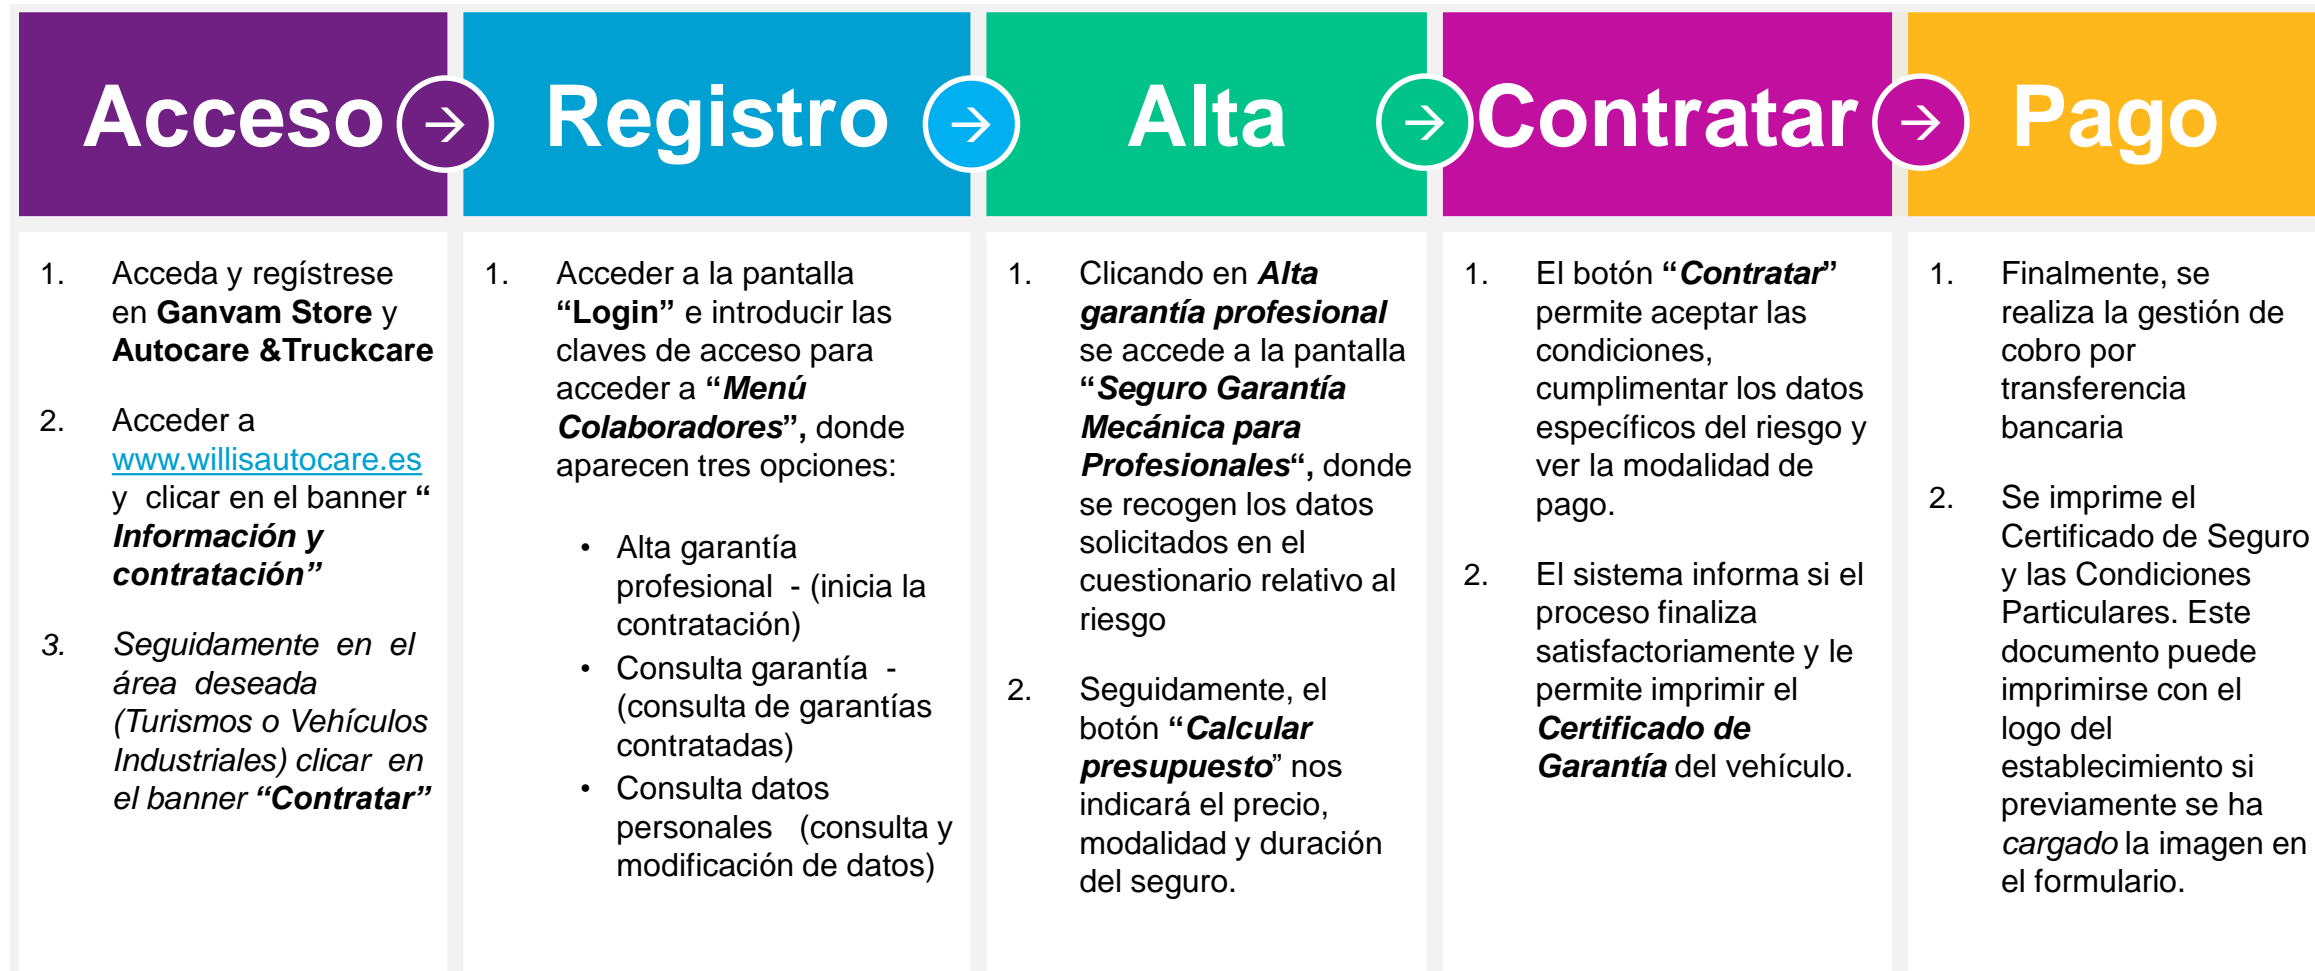 Acceso → Registro → Alta → Contratar → Pago
1. Acceda y regístrese
en Ganvam Store y
Autocare &Truckcare
2. Acceder a
www.willisautocare.es
y clicar en el banner “
Información y
contratación”
3. Seguidamente en el
área deseada
(Turismos o Vehículos
Industriales) clicar en
el banner “Contratar”
1. Acceder a la pantalla
“Login” e introducir las
claves de acceso para
acceder a “Menú
Colaboradores”, donde
aparecen tres opciones:
• Alta garantía
profesional - (inicia la
contratación)
• Consulta garantía -
(consulta de garantías
contratadas)
• Consulta datos
personales (consulta y
modificación de datos)
1. Clicando en Alta
garantía profesional
se accede a la pantalla
“Seguro Garantía
Mecánica para
Profesionales“, donde
se recogen los datos
solicitados en el
cuestionario relativo al
riesgo
2. Seguidamente, el
botón “Calcular
presupuesto” nos
indicará el precio,
modalidad y duración
del seguro.
1. El botón “Contratar”
permite aceptar las
condiciones,
cumplimentar los datos
específicos del riesgo y
ver la modalidad de
pago.
2. El sistema informa si el
proceso finaliza
satisfactoriamente y le
permite imprimir el
Certificado de
Garantía del vehículo.
1. Finalmente, se
realiza la gestión de
cobro por
transferencia
bancaria
2. Se imprime el
Certificado de Seguro
y las Condiciones
Particulares. Este
documento puede
imprimirse con el
logo del
establecimiento si
previamente se ha
cargado la imagen en
el formulario.